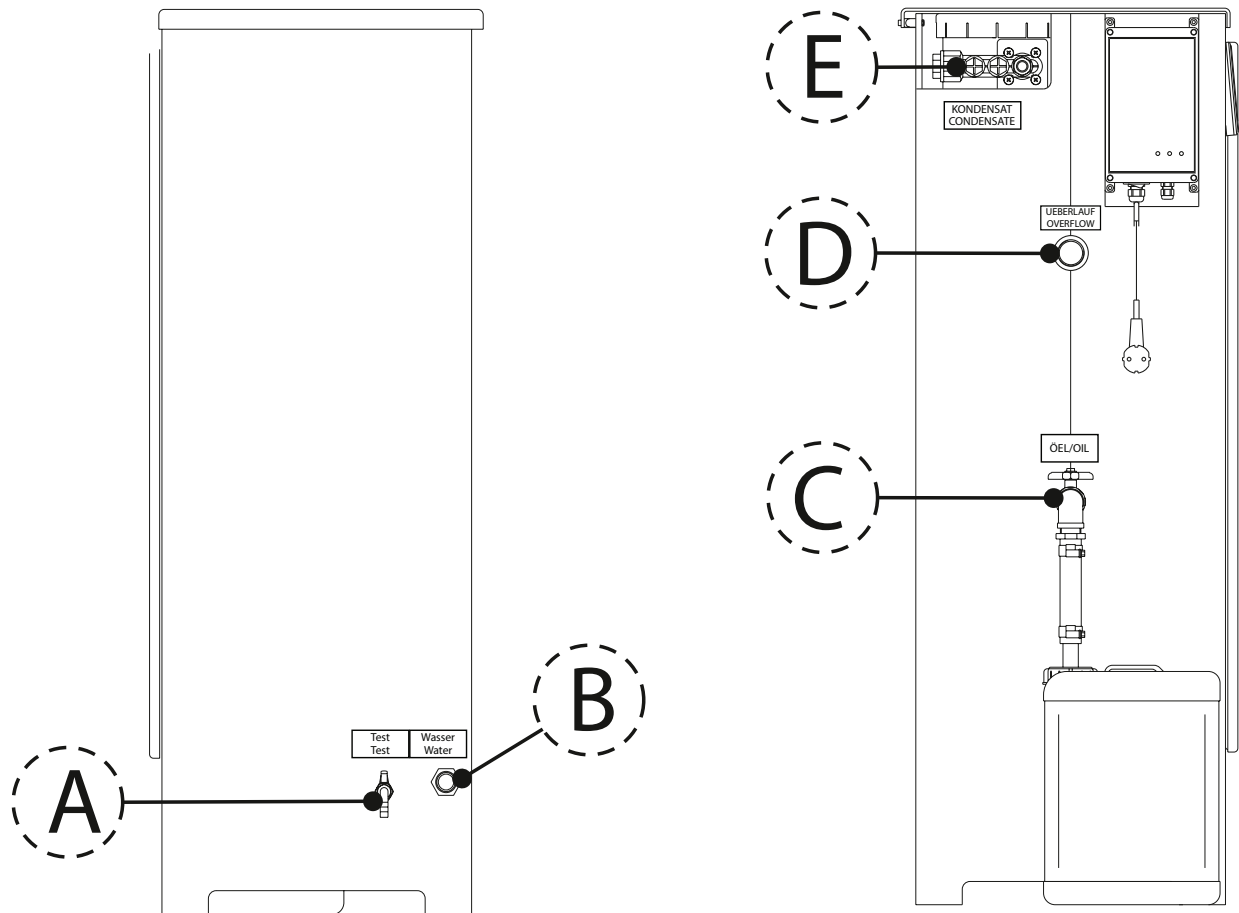 E
KONDENSAT
CONDENSATE
UEBERLAUF
OVERFLOW
D
ÖEL/OIL
C
B
Test
Test
Wasser
Water
A